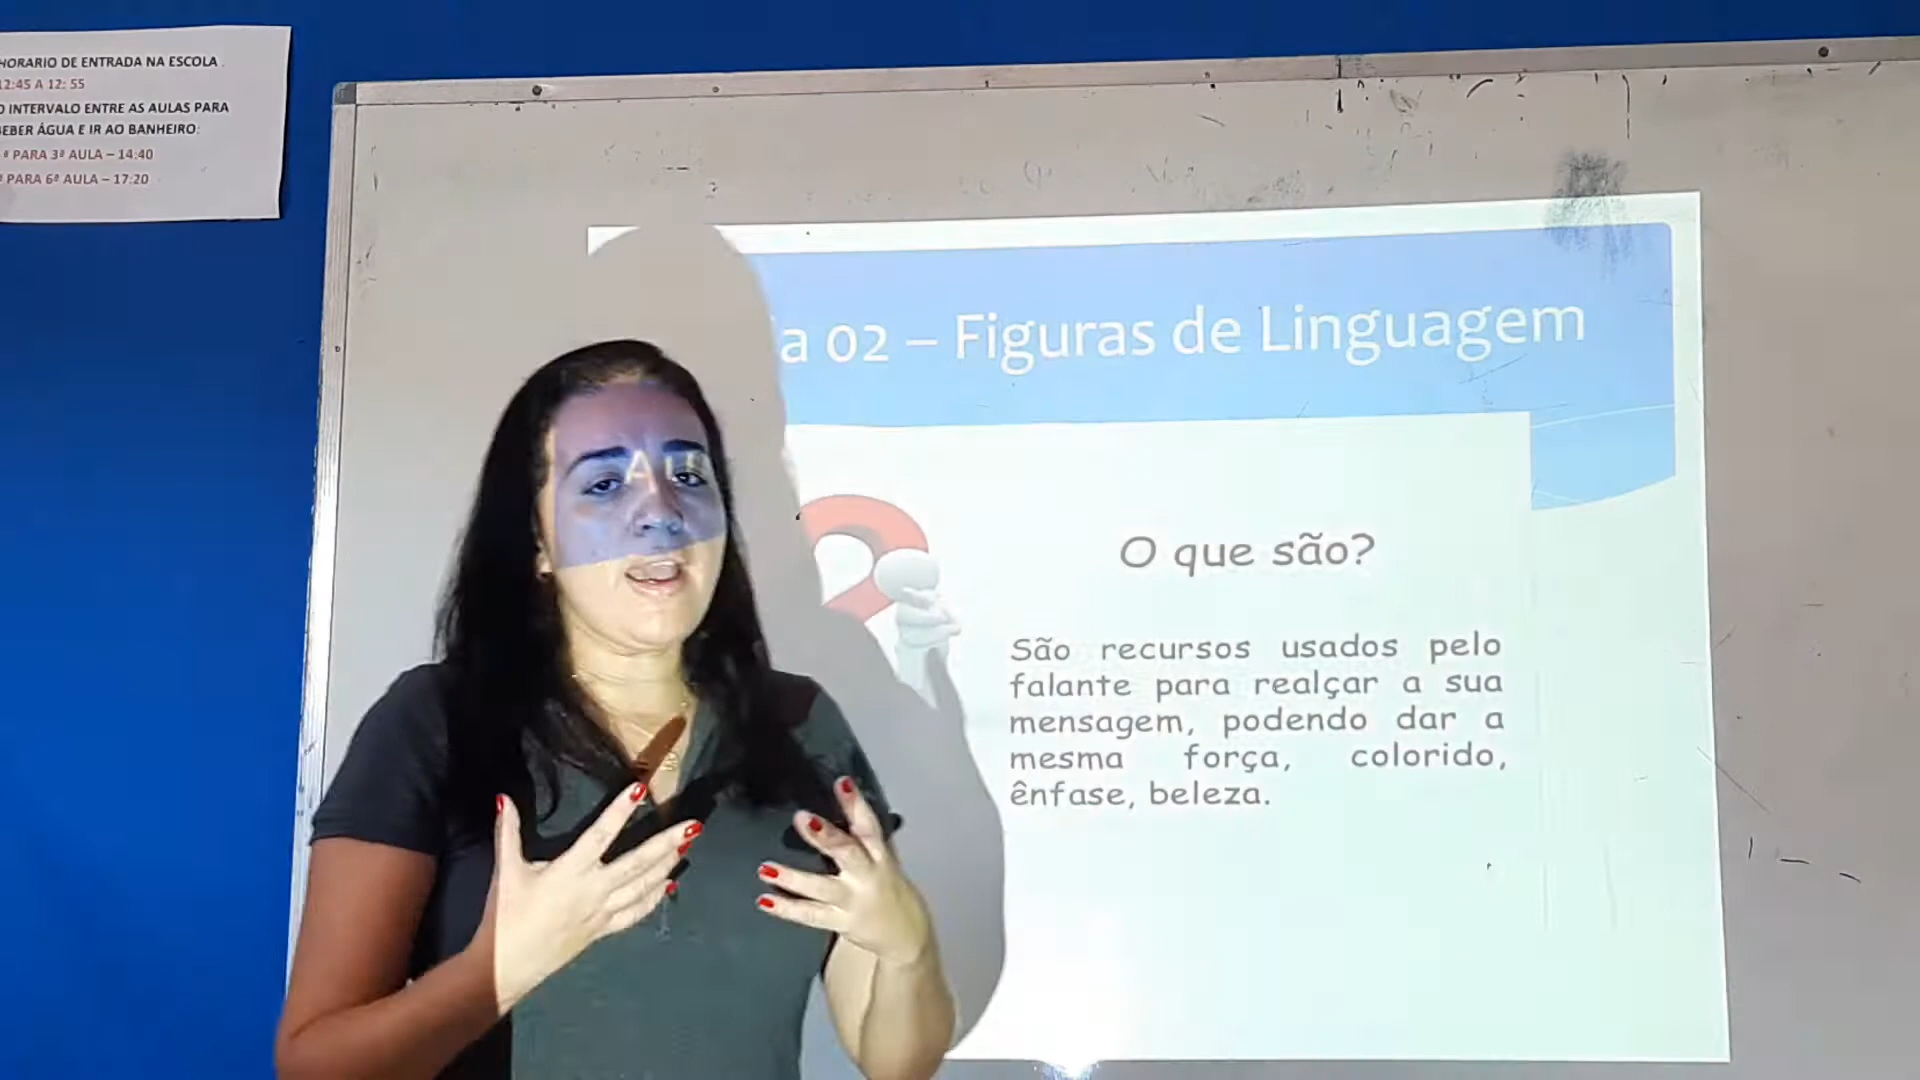 HORARIO DE ENTRADA NA ESCOLA.
12:45 A 12: 55
O INTERVALO ENTRE AS AULAS PARA
BEBER ÁGUA E IR AO BANHEIRO:
ª PARA 3ª AULA – 14:40
ª PARA 6ª AULA – 17:20
Aula 02 – Figuras de Linguagem
O que são?
São recursos usados pelo
falante para realçar a sua
mensagem, podendo dar a
mesma força, colorido,
ênfase, beleza.